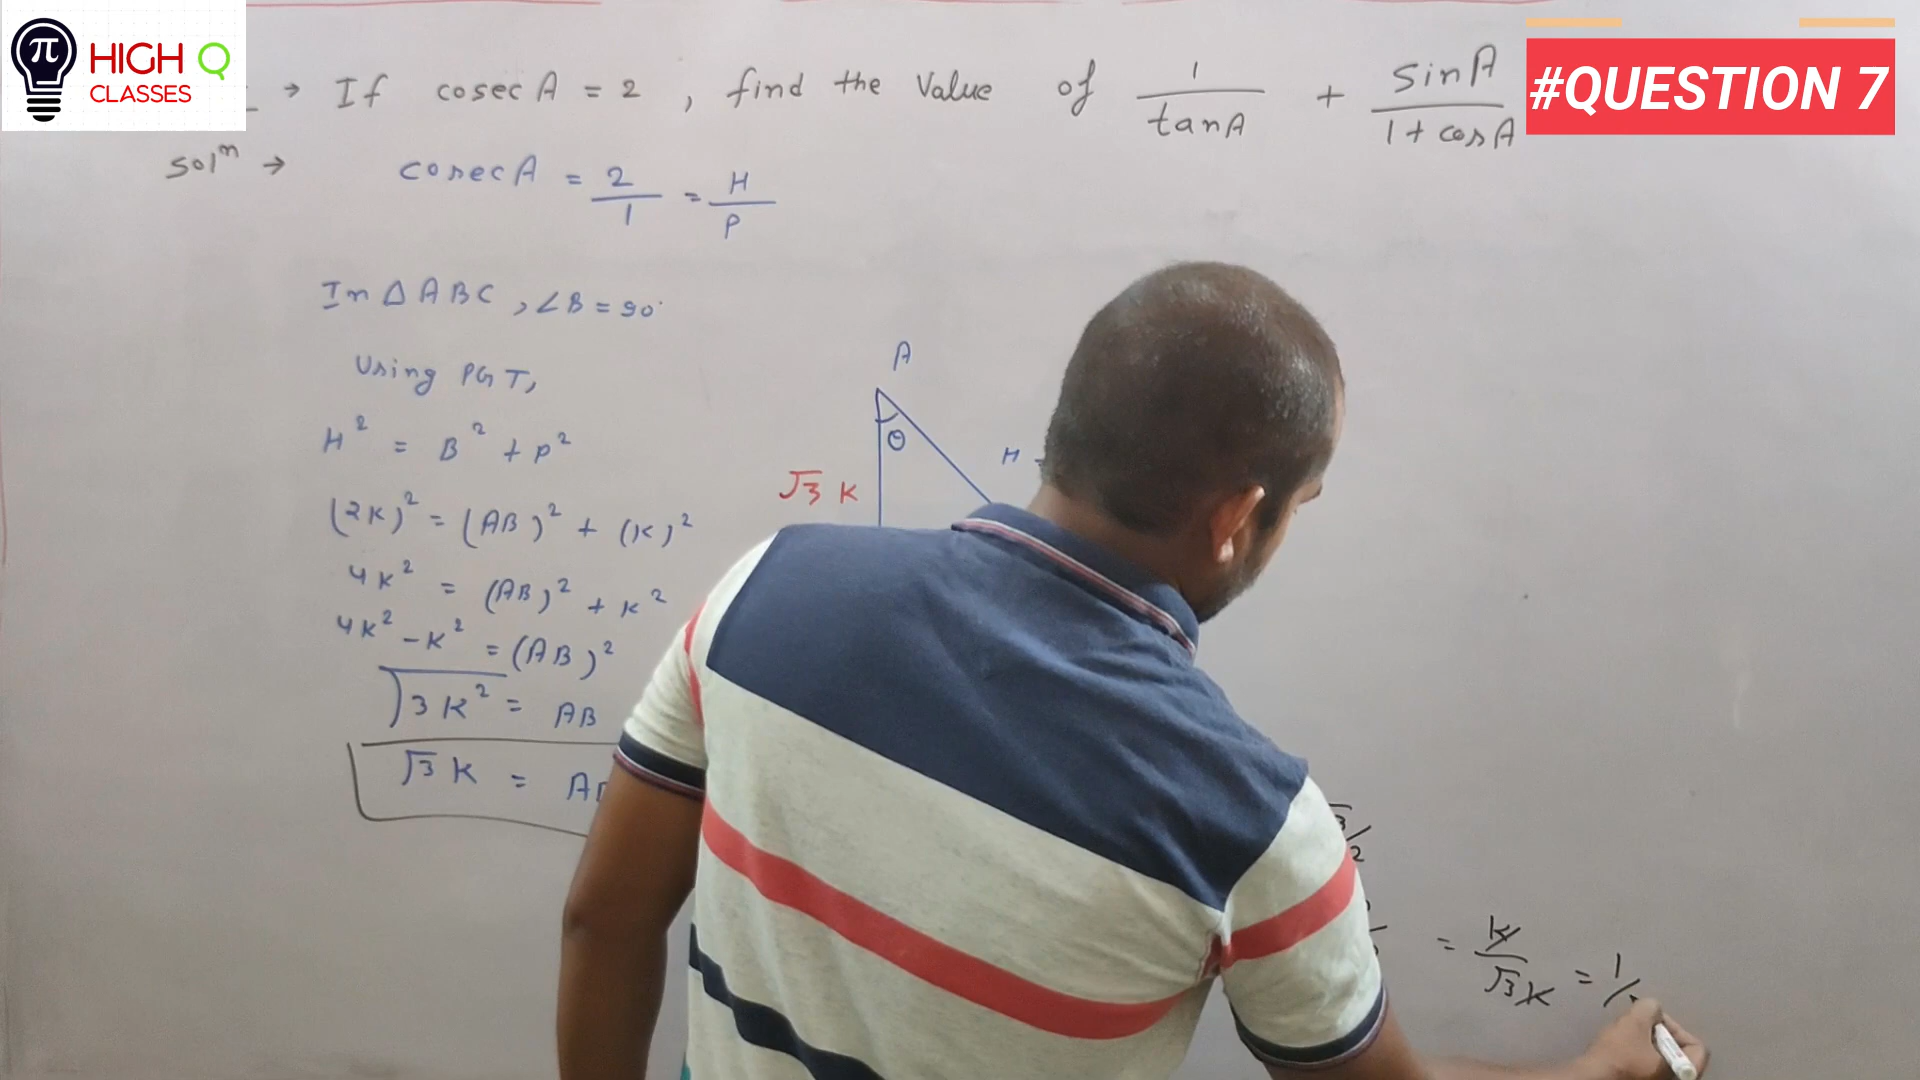 HIGH Q
CLASSES
#QUESTION 7
→ If cosec A = 2 , find the Value of 1/tanA + sinA/1+cosA
Solⁿ → cosecA = 2/1 = H/P
In △ ABC , ∠B = 90°
Using PGT,
H² = B² + P²
(2K)² = (AB)² + (K)²
4K² = (AB)² + K²
4K² - K² = (AB)²
√3K² = AB
√3 K =
A
θ
H
√3 K
= K/√3K = 1/